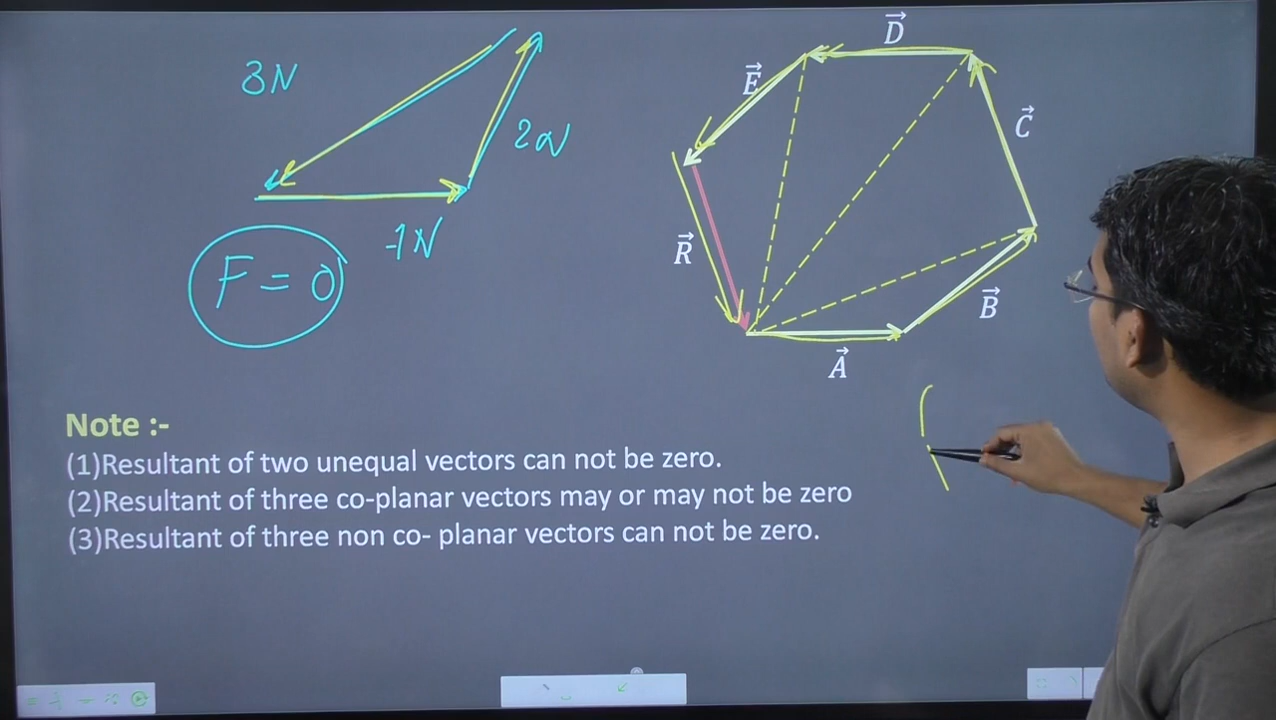 3N
2N
1N
F = 0
D
E
C
R
B
A
Note :-
(1)Resultant of two unequal vectors can not be zero.
(2)Resultant of three co-planar vectors may or may not be zero
(3)Resultant of three non co- planar vectors can not be zero.